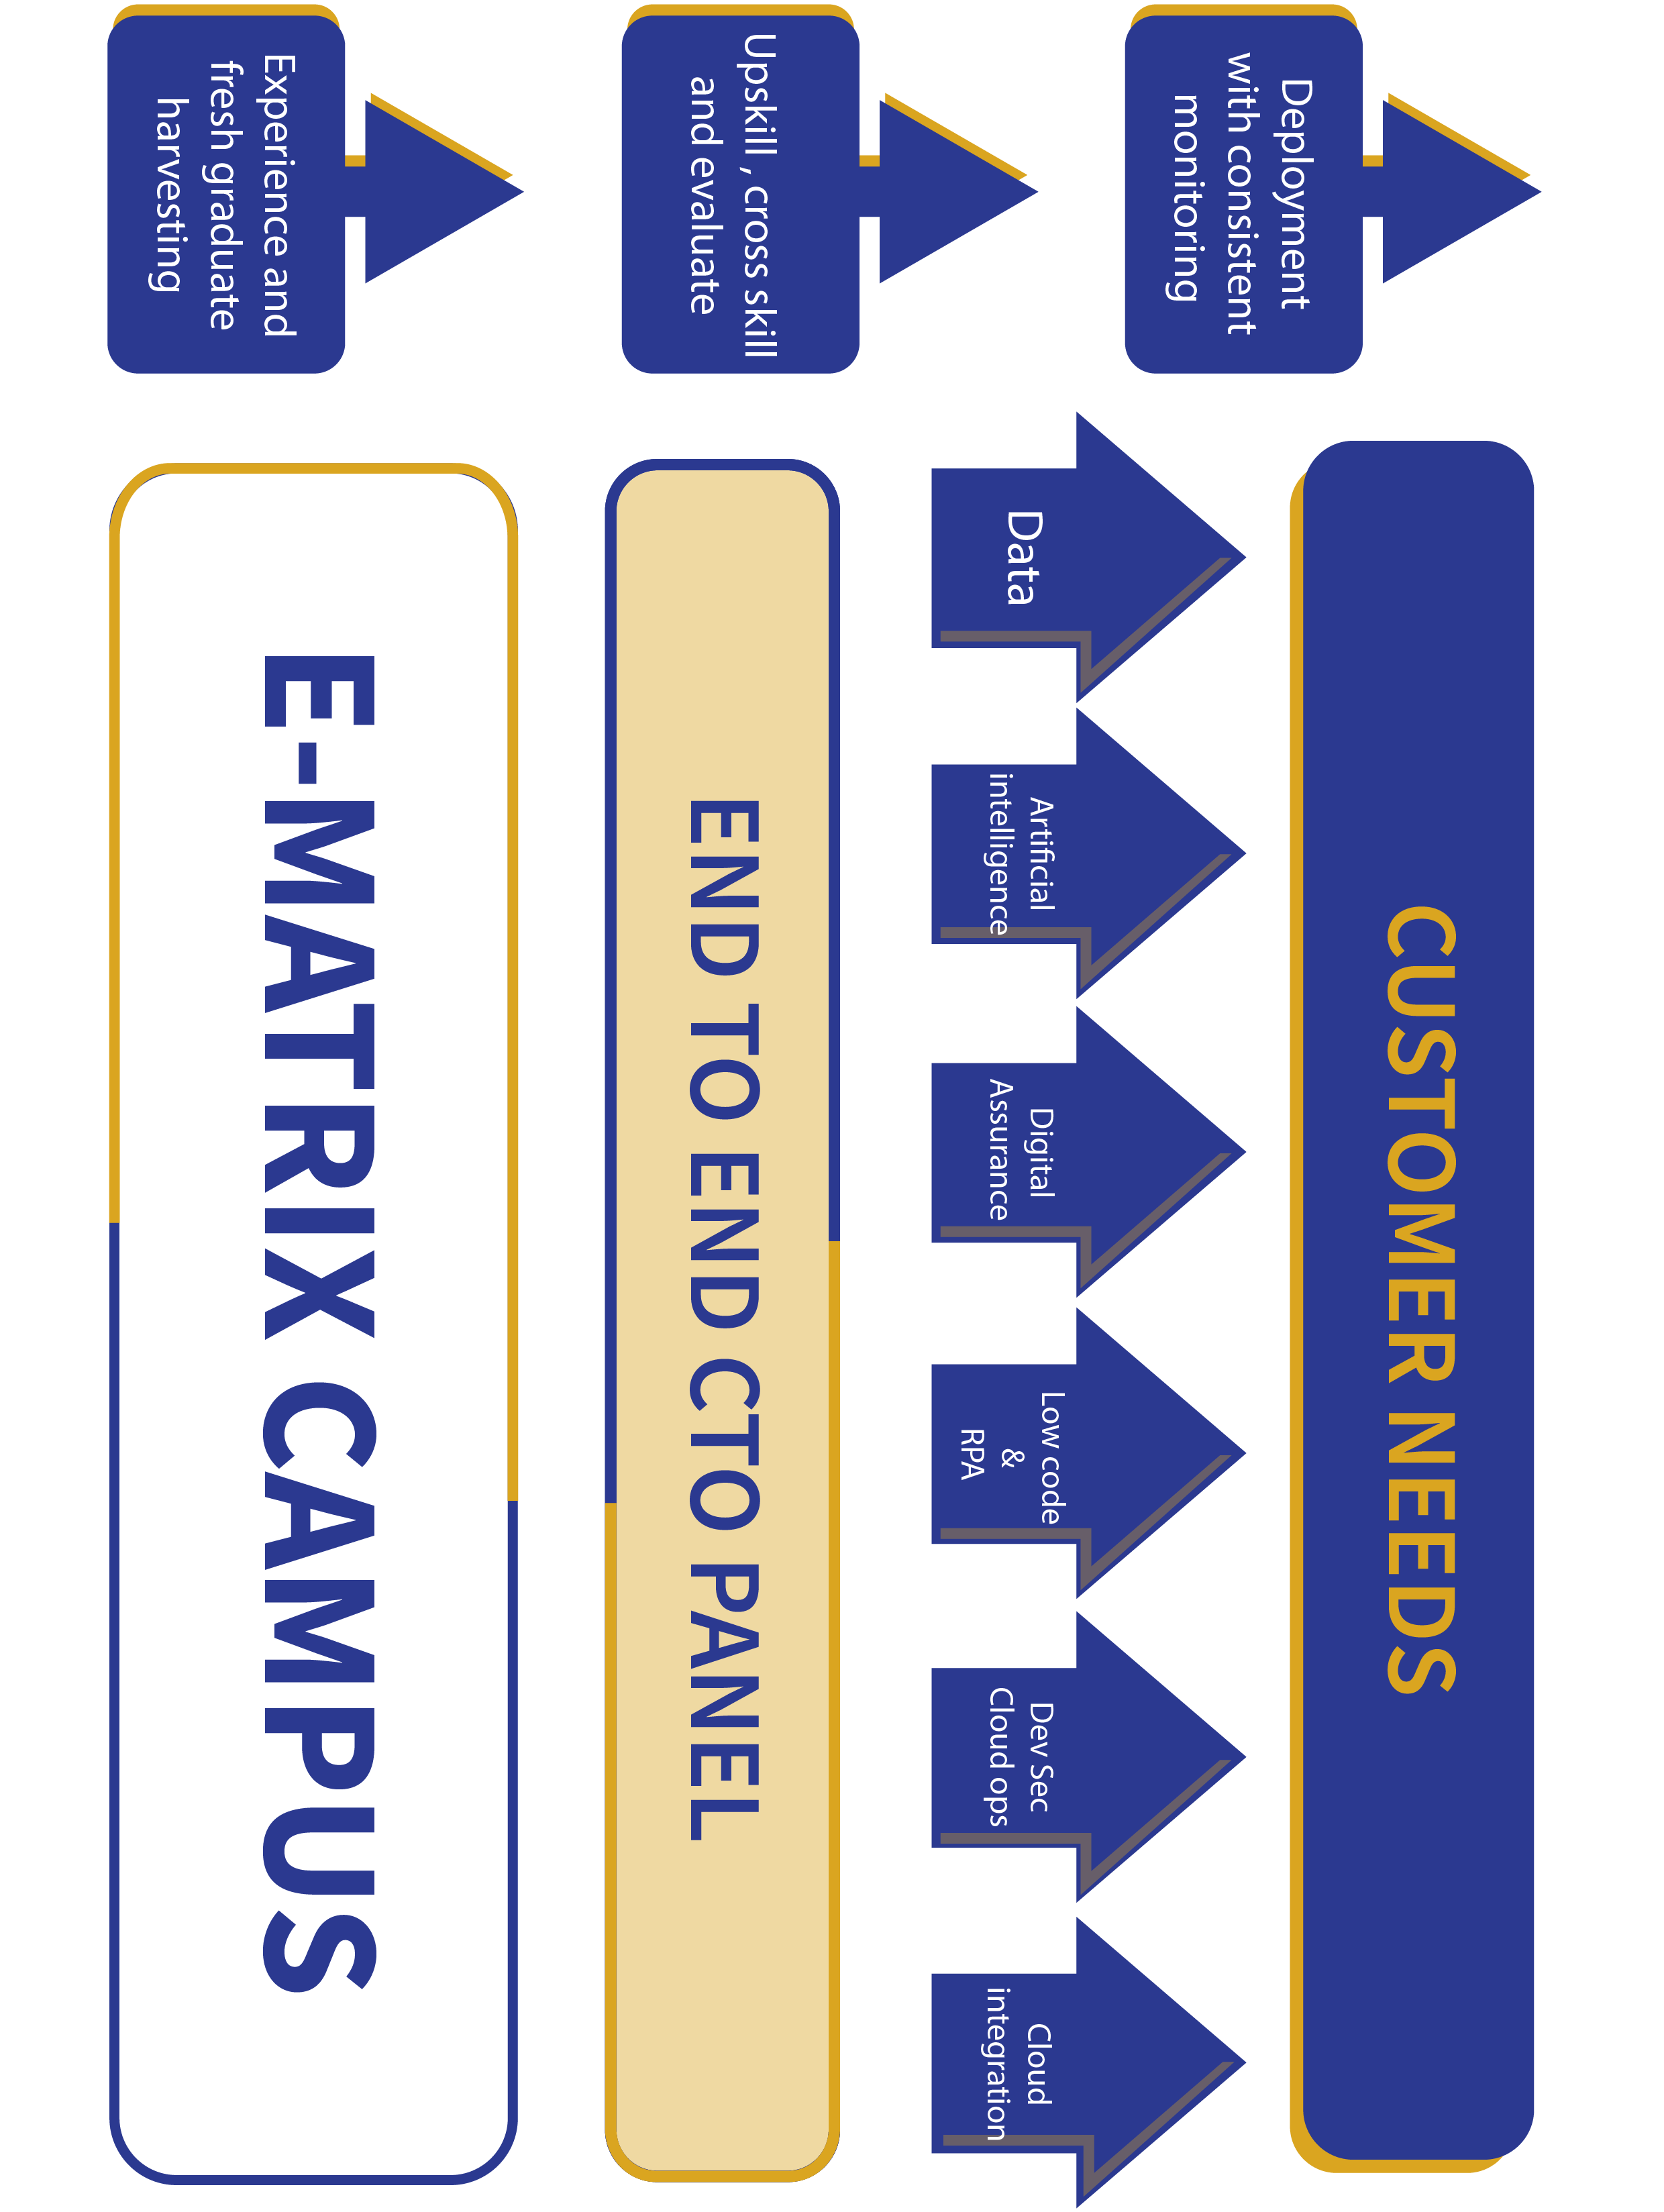 Deployment
with consistent
monitoring
CUSTOMER NEEDS
Data
Artificial
intelligence
Digital
Assurance
Low code
&
RPA
Dev Sec
Cloud ops
Cloud
integration
Upskill , cross skill
and evaluate
END TO END CTO PANEL
Experience and
fresh graduate
harvesting
E-MATRIX CAMPUS